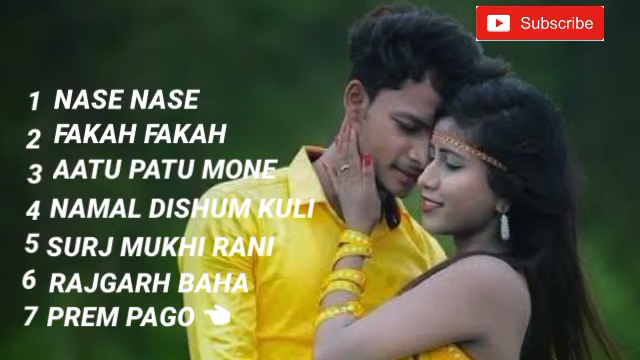 Subscribe
1 NASE NASE
2 FAKAH FAKAH
3 AATU PATU MONE
4 NAMAL DISHUM KULI
5 SURJ MUKHI RANI
6 RAJGARH BAHA
7 PREM PAGO